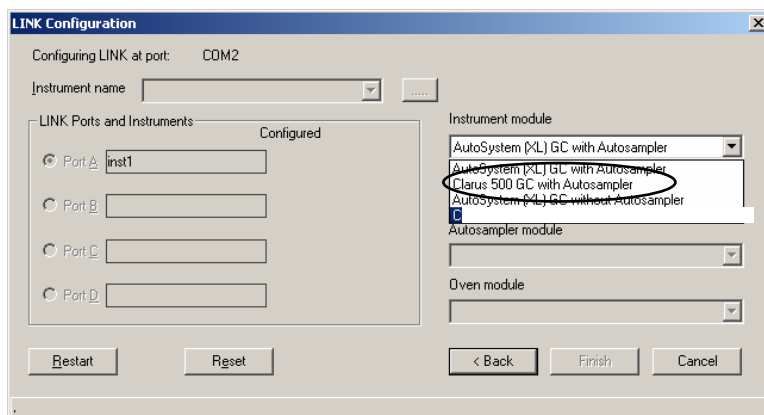 LINK Configuration
Configuring LINK at port: COM2
Instrument name
.....
LINK Ports and Instruments
Configured
Port A inst1
Port B
Port C
Port D
Instrument module
AutoSystem (XL) GC with Autosampler
AutoSystem (XL) GC with Autosampler
Clarus 500 GC with Autosampler
AutoSystem (XL) GC without Autosampler
C
Autosampler module
Oven module
Restart Reset < Back Finish Cancel